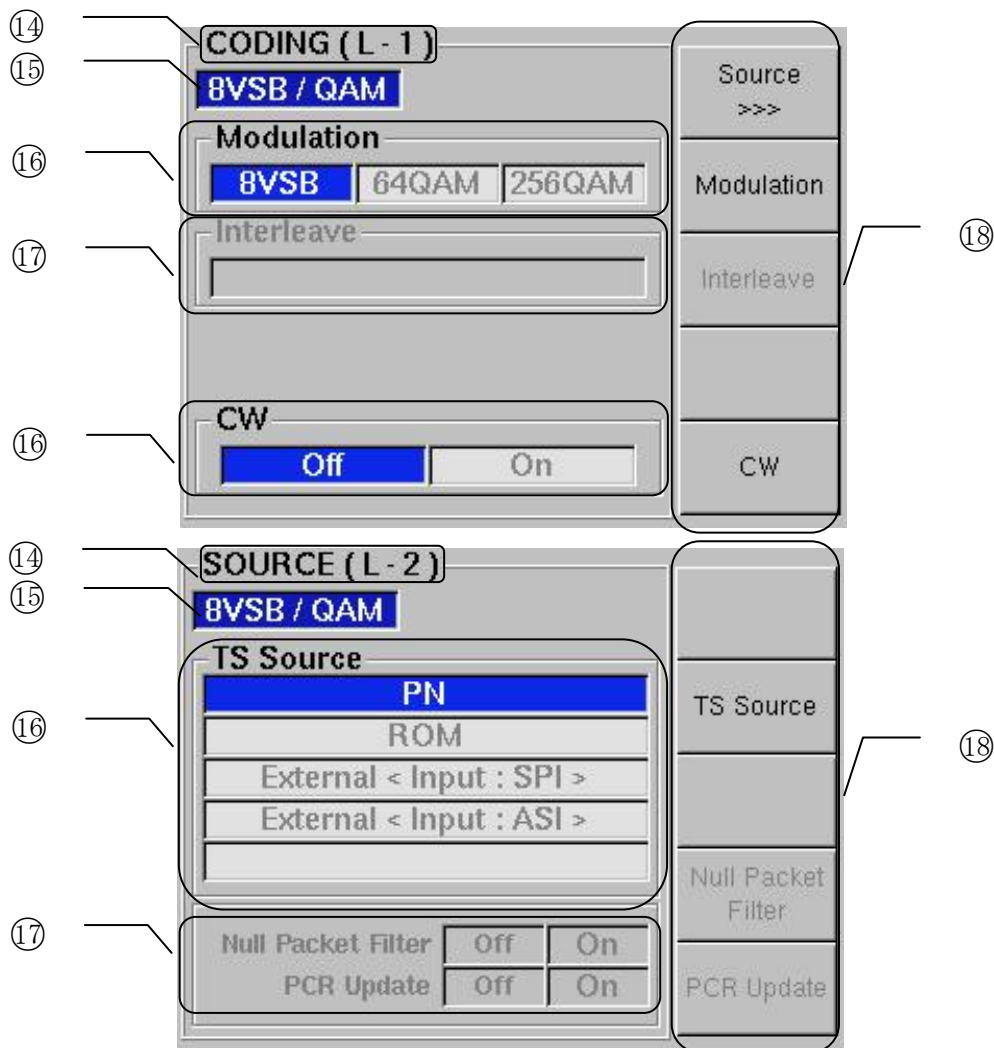 ⑭
CODING ( L - 1 )
⑮
8VSB / QAM
Source
>>>
⑯
Modulation
8VSB 64QAM 256QAM
Modulation
⑰
Interleave
Interleave
⑱
⑯
CW
Off On
CW
⑭
SOURCE ( L - 2 )
⑮
8VSB / QAM
⑯
TS Source
PN
ROM
External < Input : SPI >
External < Input : ASI >
TS Source
⑱
Null Packet
Filter
⑰
Null Packet Filter Off On
PCR Update Off On
PCR Update